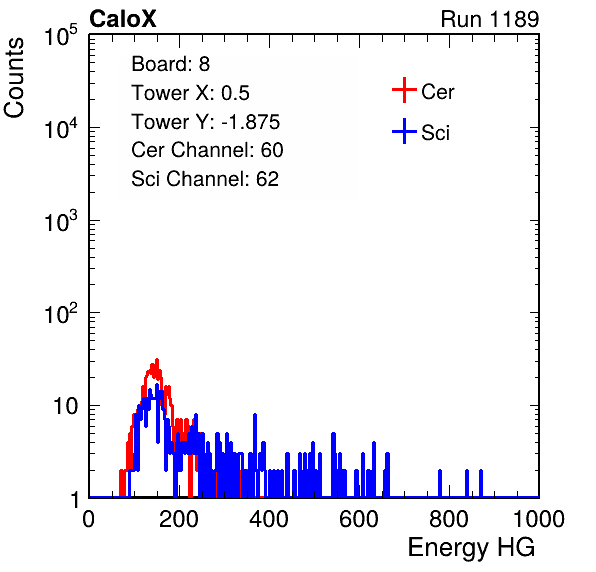 CaloX Run 1189
Counts
10^5
10^4
10^3
10^2
10
1
Board: 8
Tower X: 0.5
Tower Y: -1.875
Cer Channel: 60
Sci Channel: 62
Cer
Sci
0 200 400 600 800 1000
Energy HG